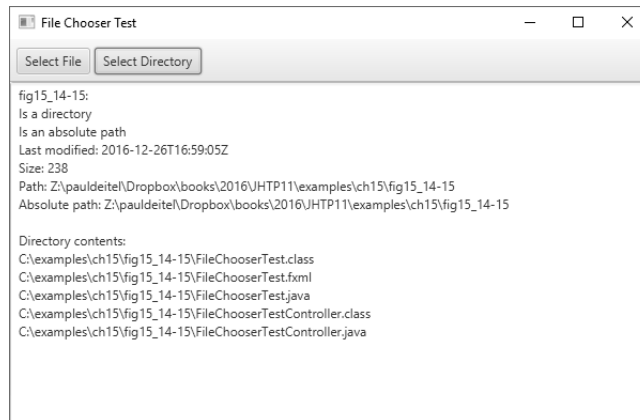 File Chooser Test
Select File Select Directory
fig15_14-15:
Is a directory
Is an absolute path
Last modified: 2016-12-26T16:59:05Z
Size: 238
Path: Z:\pauldeitel\Dropbox\books\2016\JHTP11\examples\ch15\fig15_14-15
Absolute path: Z:\pauldeitel\Dropbox\books\2016\JHTP11\examples\ch15\fig15_14-15
Directory contents:
C:\examples\ch15\fig15_14-15\FileChooserTest.class
C:\examples\ch15\fig15_14-15\FileChooserTest.fxml
C:\examples\ch15\fig15_14-15\FileChooserTest.java
C:\examples\ch15\fig15_14-15\FileChooserTestController.class
C:\examples\ch15\fig15_14-15\FileChooserTestController.java